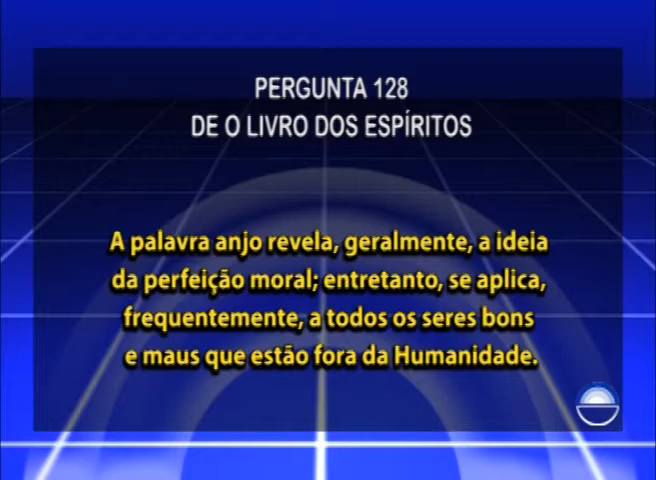 PERGUNTA 128
DE O LIVRO DOS ESPÍRITOS
A palavra anjo revela, geralmente, a ideia
da perfeição moral; entretanto, se aplica,
frequentemente, a todos os seres bons
e maus que estão fora da Humanidade.